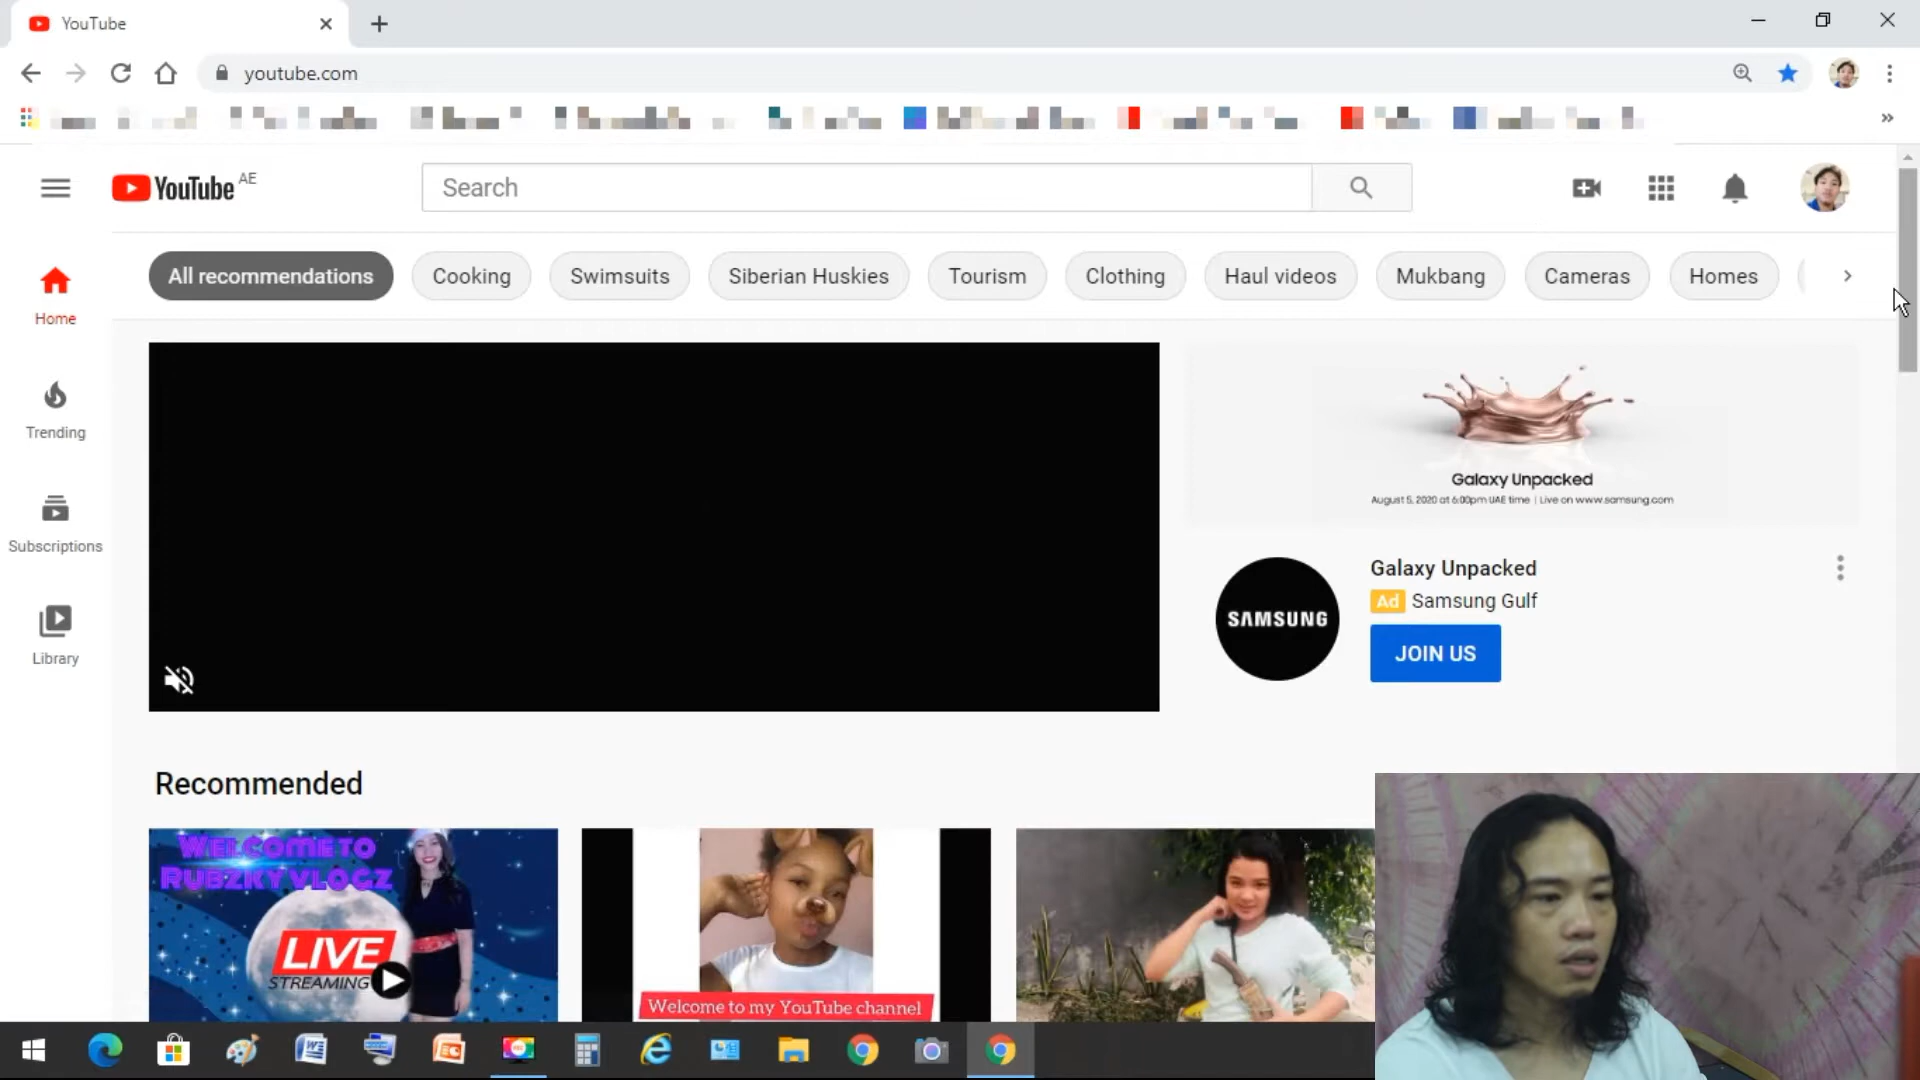 YouTube
youtube.com
YouTube AE
Search
All recommendations
Cooking
Swimsuits
Siberian Huskies
Tourism
Clothing
Haul videos
Mukbang
Cameras
Homes
Home
Trending
Subscriptions
Library
Galaxy Unpacked
August 5, 2020 at 6:00pm UAE time | Live on www.samsung.com
SAMSUNG
Galaxy Unpacked
Ad Samsung Gulf
JOIN US
Recommended
WELCOME TO
RUBZKY VLOGZ
LIVE
STREAMING
Welcome to my YouTube channel